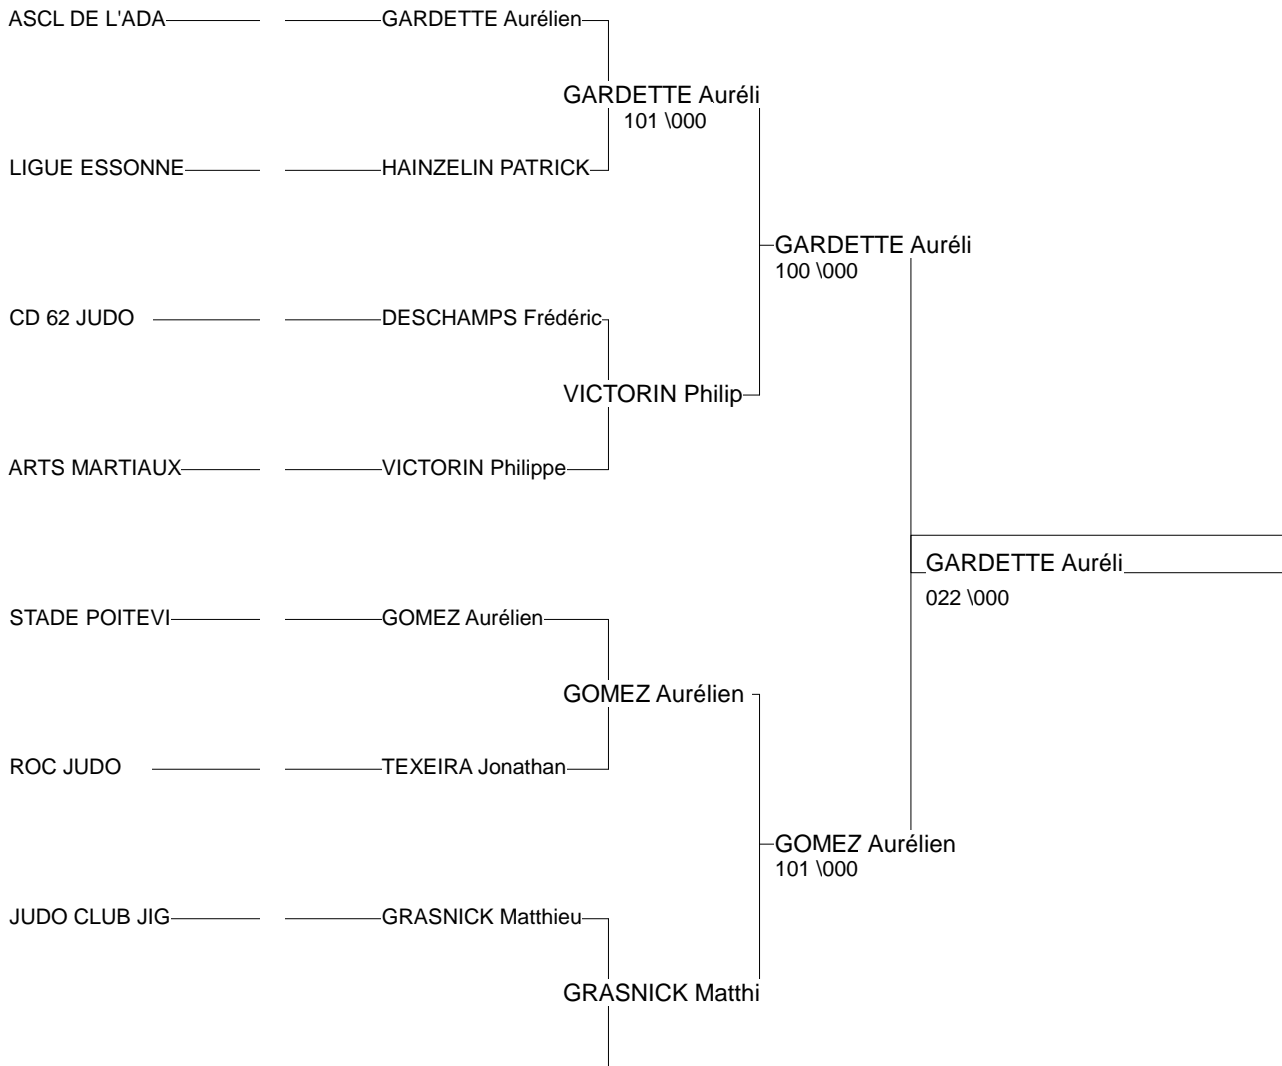 ASCL DE L'ADA GARDETTE Aurélien
GARDETTE Auréli
101 \000
LIGUE ESSONNE HAINZELIN PATRICK
GARDETTE Auréli
100 \000
CD 62 JUDO DESCHAMPS Frédéric
VICTORIN Philip
ARTS MARTIAUX VICTORIN Philippe
GARDETTE Auréli
022 \000
STADE POITEVI GOMEZ Aurélien
GOMEZ Aurélien
ROC JUDO TEXEIRA Jonathan
GOMEZ Aurélien
101 \000
JUDO CLUB JIG GRASNICK Matthieu
GRASNICK Matthi